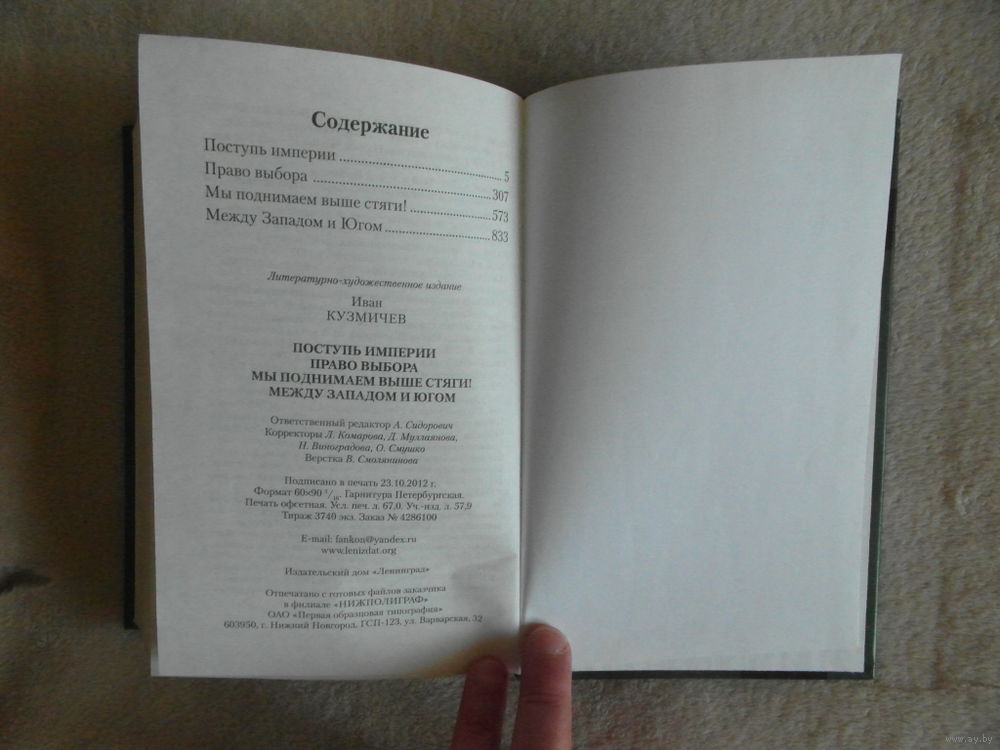 Содержание
Поступь империи ........................ 5
Право выбора ........................ 307
Мы поднимаем выше стяги! ........................ 573
Между Западом и Югом ........................ 833
Литературно-художественное издание
Иван
КУЗМИЧЕВ
ПОСТУПЬ ИМПЕРИИ
ПРАВО ВЫБОРА
МЫ ПОДНИМАЕМ ВЫШЕ СТЯГИ!
МЕЖДУ ЗАПАДОМ И ЮГОМ
Ответственный редактор А. Сидорович
Корректоры Л. Комарова, Д. Муллаянова,
Н. Виноградова, О. Смушко
Верстка В. Смолянинова
Подписано в печать 23.10.2012 г.
Формат 60×90 1/16. Гарнитура Петербургская.
Печать офсетная. Усл. печ. л. 67,0. Уч.-изд. л. 57,9
Тираж 3740 экз. Заказ № 4286100
E-mail: fankon@yandex.ru
www.lenizdat.org
Издательский дом «Ленинград»
Отпечатано с готовых файлов заказчика
в филиале «НИЖПОЛИГРАФ»
ОАО «Первая образцовая типография»
603950, г. Нижний Новгород, ГСП-123, ул. Варварская, 32
www.ay.by